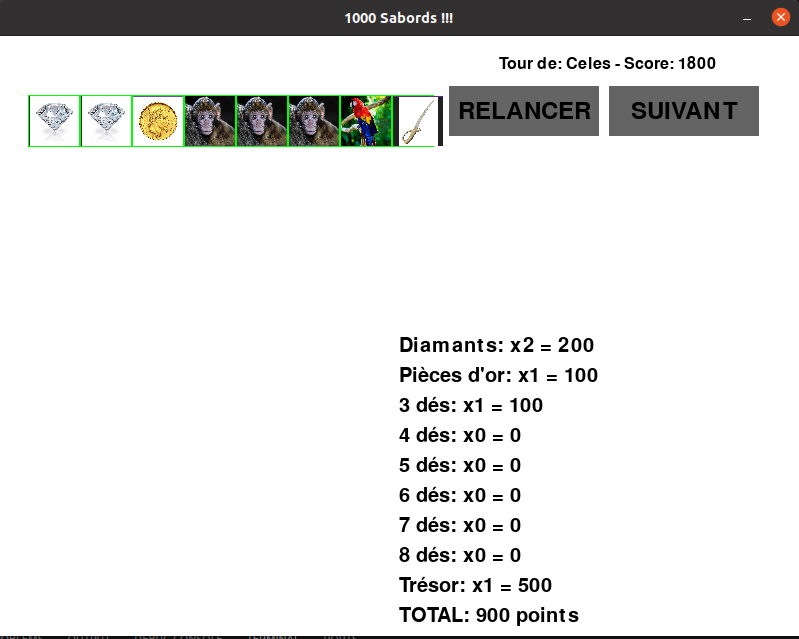 1000 Sabords !!!
Tour de: Celes - Score: 1800
RELANCER
SUIVANT
Diamants: x2 = 200
Pièces d'or: x1 = 100
3 dés: x1 = 100
4 dés: x0 = 0
5 dés: x0 = 0
6 dés: x0 = 0
7 dés: x0 = 0
8 dés: x0 = 0
Trésor: x1 = 500
TOTAL: 900 points